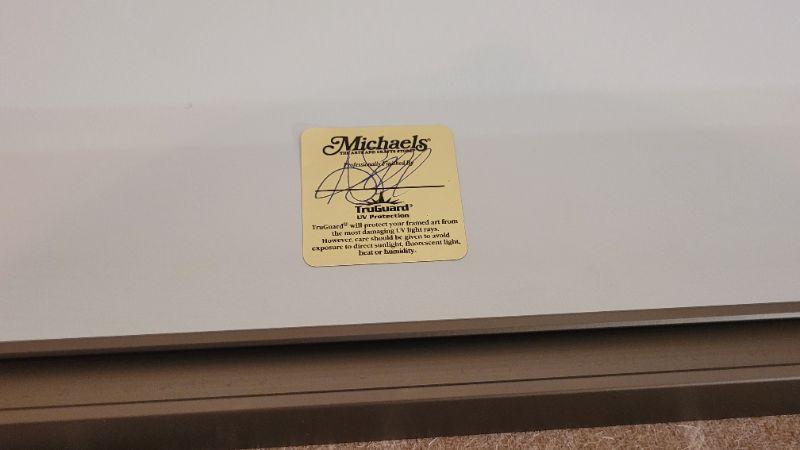 Michaels®
THE ARTS AND CRAFTS STORE®
Professionally Finished By
TruGuard®
UV Protection
TruGuard® will protect your framed art from
the most damaging UV light rays.
However, care should be given to avoid
exposure to direct sunlight, fluorescent light,
heat or humidity.